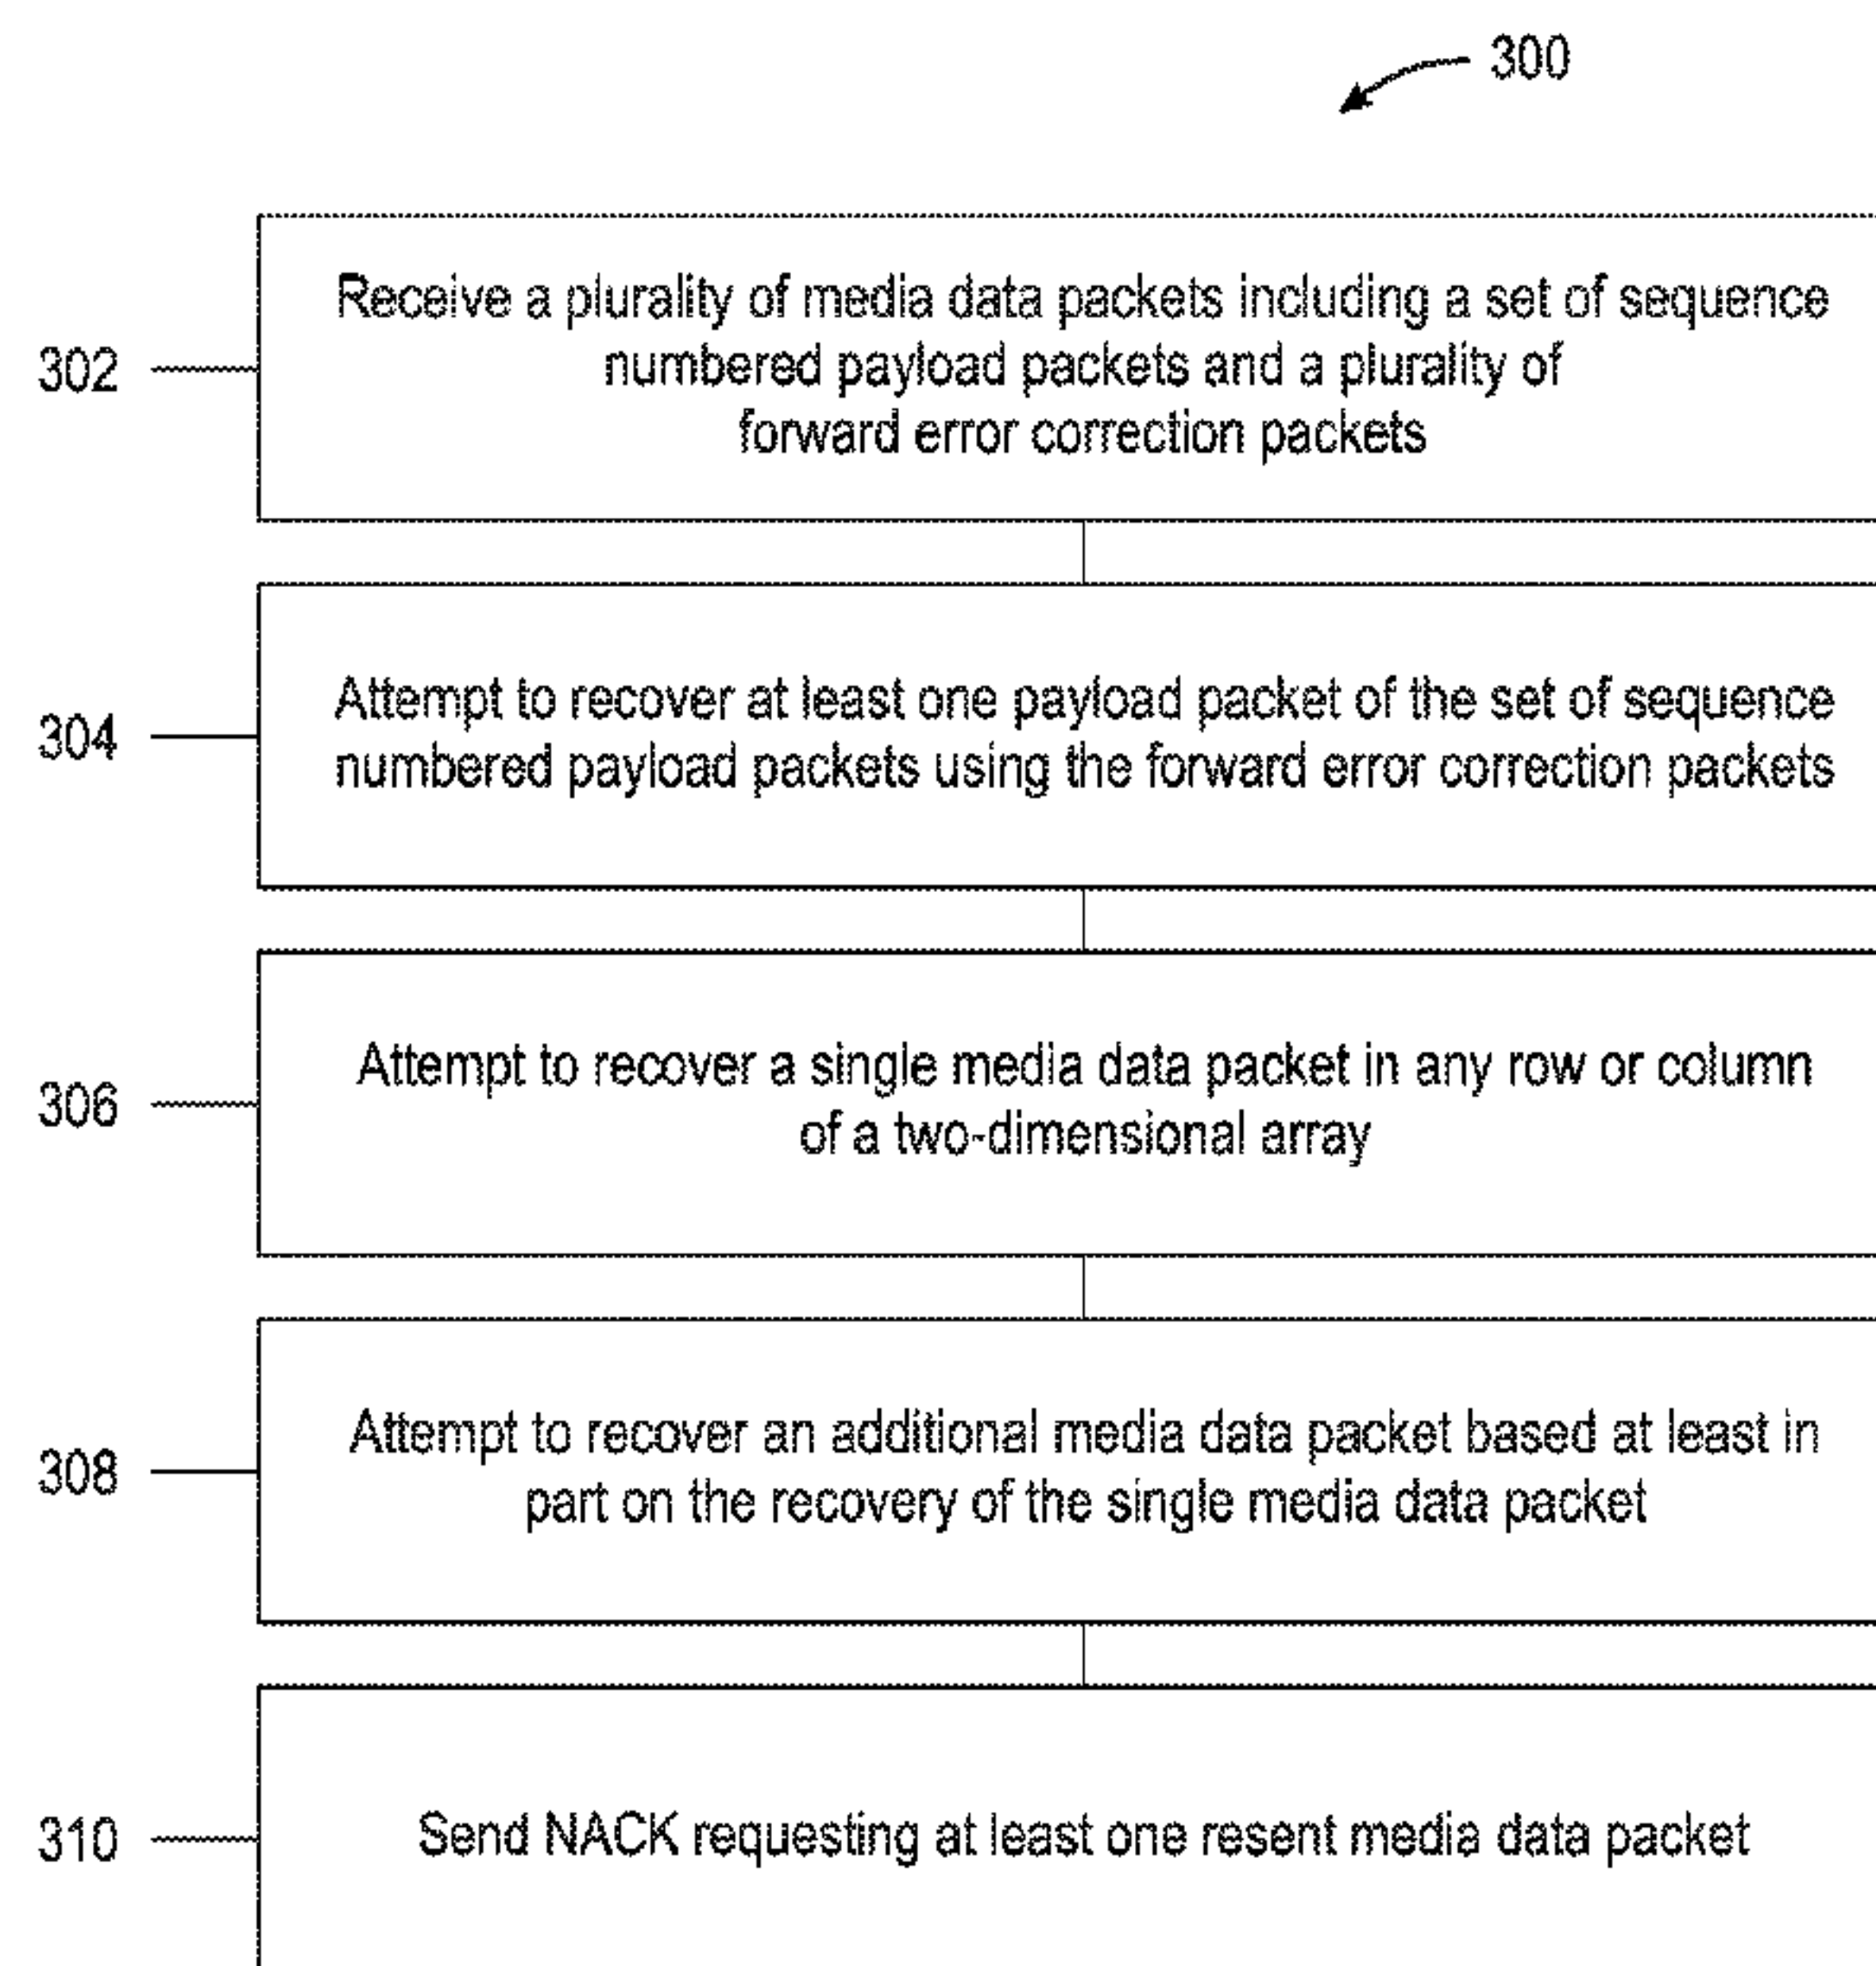 300
302
Receive a plurality of media data packets including a set of sequence
numbered payload packets and a plurality of
forward error correction packets
304
Attempt to recover at least one payload packet of the set of sequence
numbered payload packets using the forward error correction packets
306
Attempt to recover a single media data packet in any row or column
of a two-dimensional array
308
Attempt to recover an additional media data packet based at least in
part on the recovery of the single media data packet
310
Send NACK requesting at least one resent media data packet